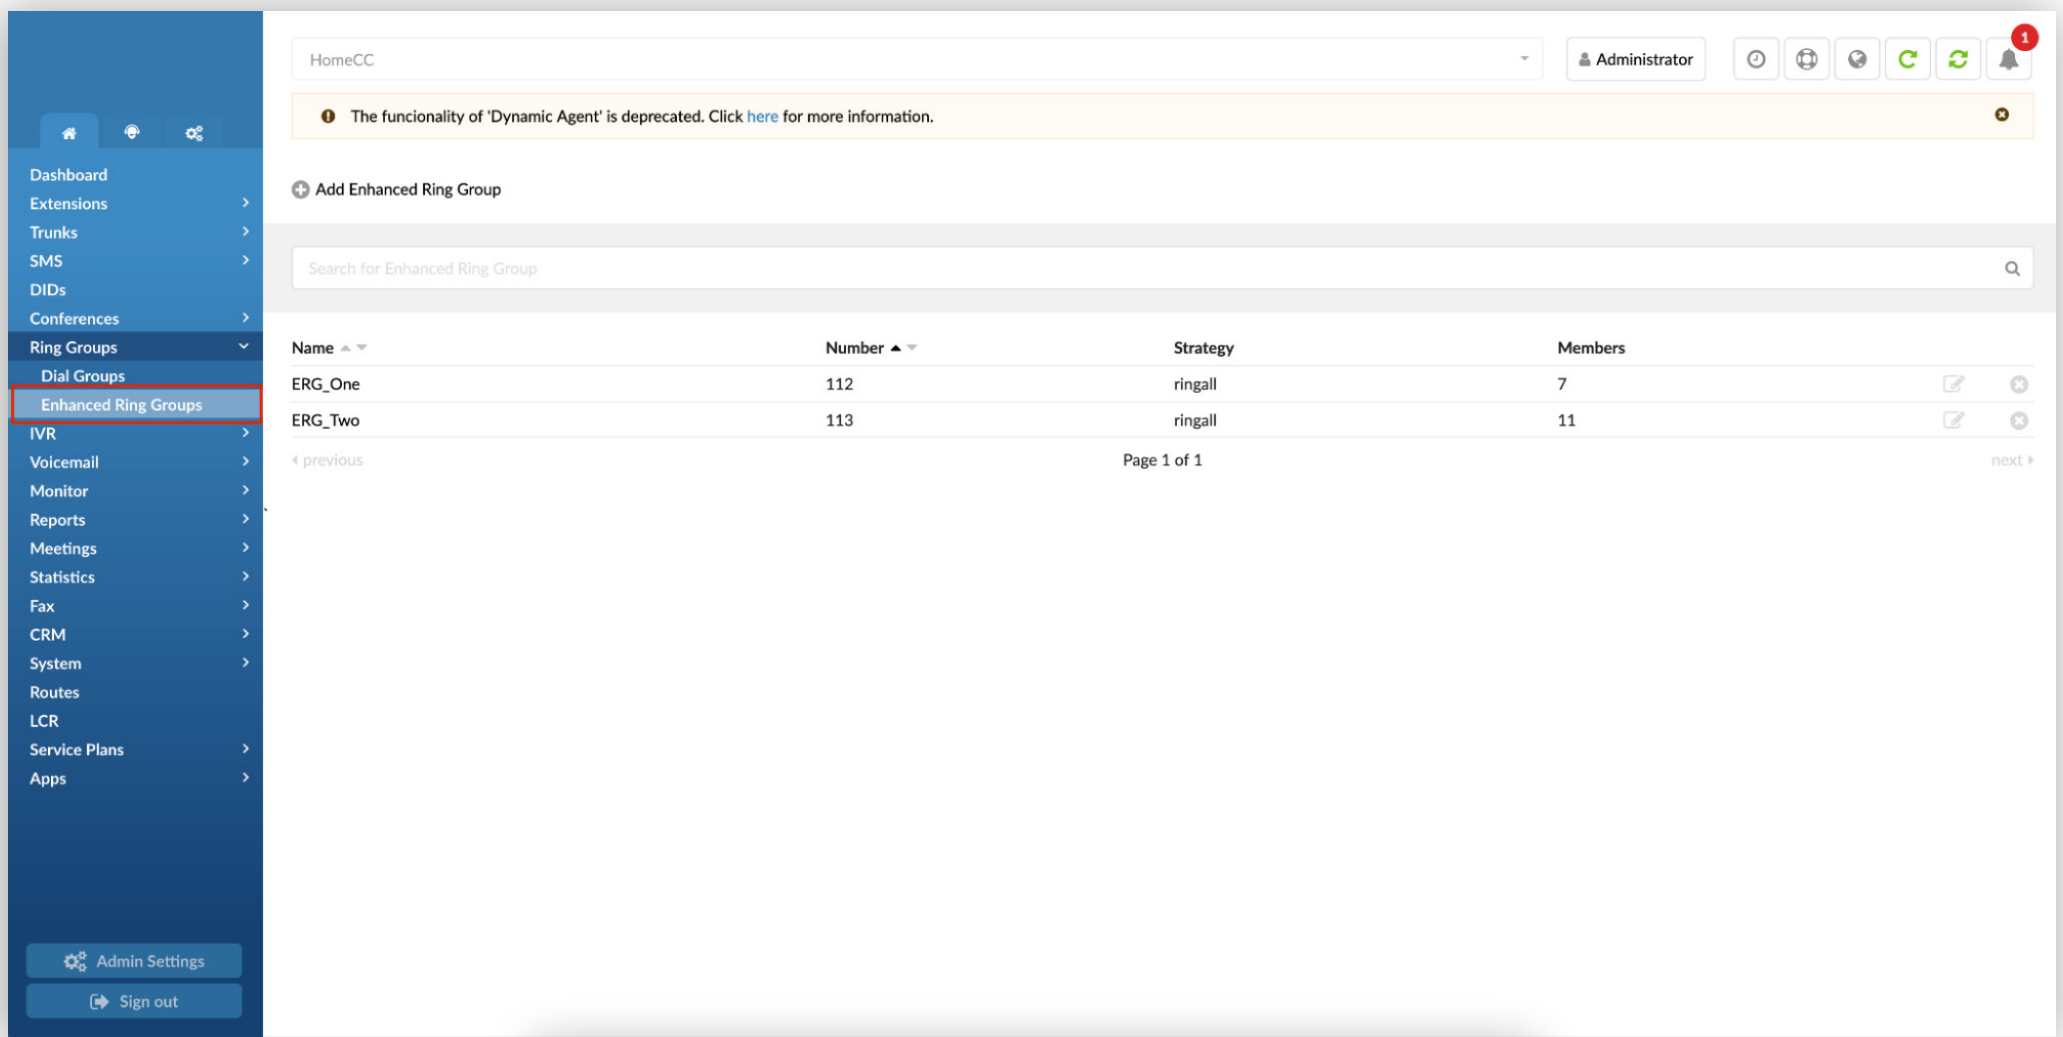 HomeCC
Administrator
1
The funcionality of 'Dynamic Agent' is deprecated. Click here for more information.
Dashboard
Extensions
Trunks
SMS
DIDs
Conferences
Ring Groups
Dial Groups
Enhanced Ring Groups
IVR
Voicemail
Monitor
Reports
Meetings
Statistics
Fax
CRM
System
Routes
LCR
Service Plans
Apps
Admin Settings
Sign out
Add Enhanced Ring Group
Search for Enhanced Ring Group
Name Number Strategy Members
ERG_One 112 ringall 7
ERG_Two 113 ringall 11
previous Page 1 of 1 next